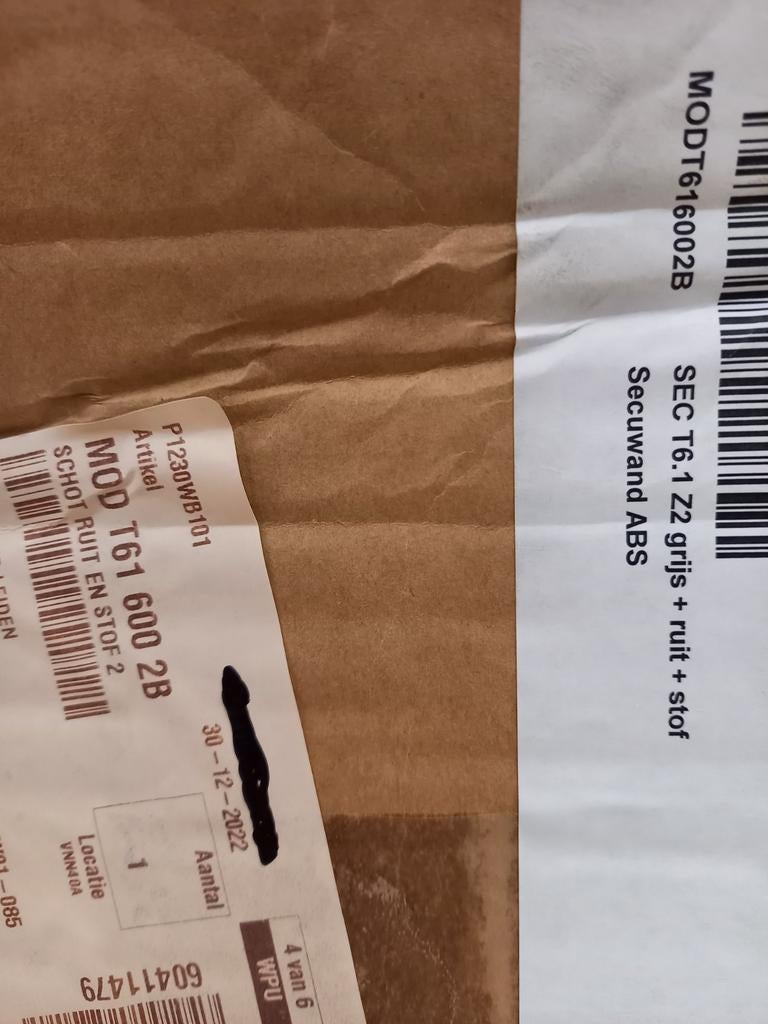 MODT616002B
SEC T6.1 Z2 grijs + ruit + stof
Secuwand ABS
P1230WB101
Artikel
MOD T61 600 2B
SCHOT RUIT EN STOF 2
30-12-2022
Aantal
1
Locatie
VNN40A
4 van 6
WPU
60411479